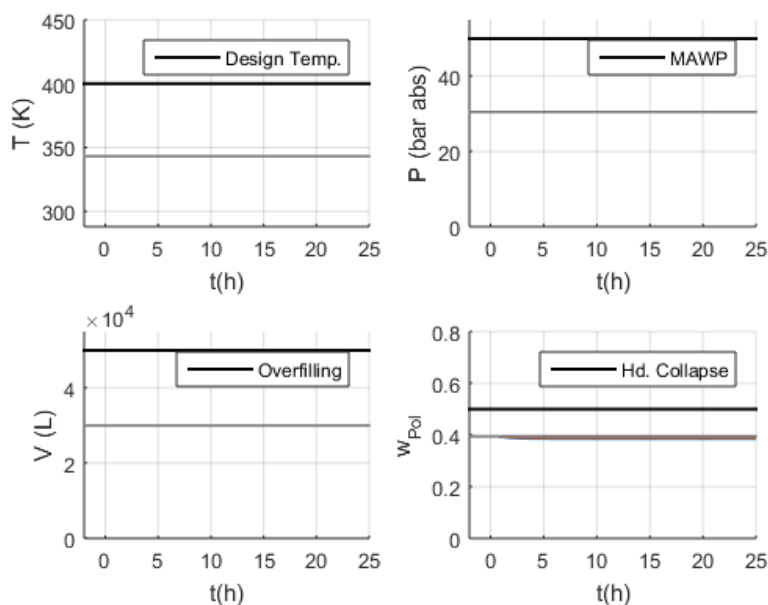 450
400
350
300
T (K)
Design Temp.
0 5 10 15 20 25
t(h)
40
20
0
P (bar abs)
MAWP
0 5 10 15 20 25
t(h)
×10⁴
4
2
0
V (L)
Overfilling
0 5 10 15 20 25
t(h)
0.8
0.6
0.4
0.2
0
w_Pol
Hd. Collapse
0 5 10 15 20 25
t(h)